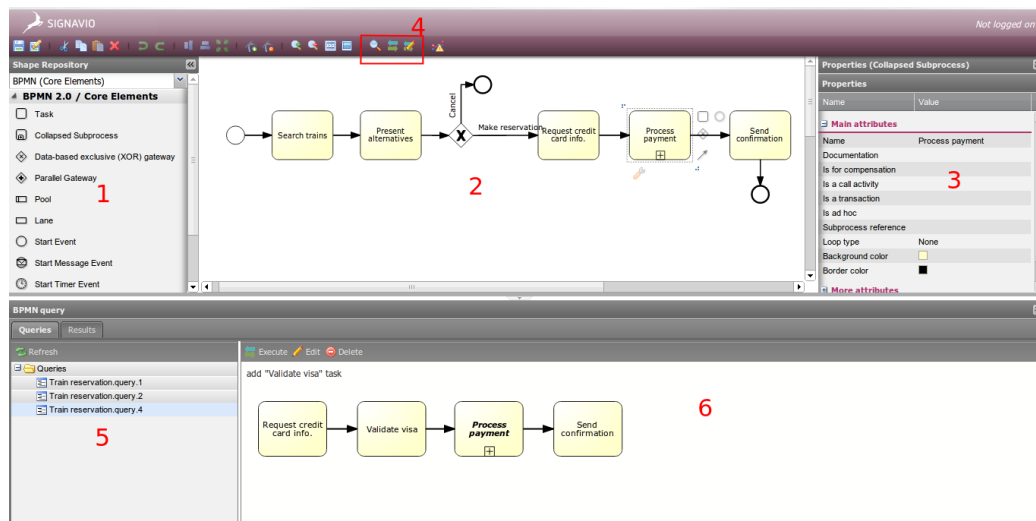 SIGNAVIO
4
Not logged on
Shape Repository
BPMN (Core Elements)
BPMN 2.0 / Core Elements
Task
Collapsed Subprocess
Data-based exclusive (XOR) gateway
Parallel Gateway
1
Pool
Lane
Start Event
Start Message Event
Start Timer Event
Search trains
Present
alternatives
Cancel
X
Make reservation
Request credit
card info.
Process
payment
Send
confirmation
2
Properties (Collapsed Subprocess)
Properties
Name Value
Main attributes
Name Process payment
Documentation
Is for compensation
Is a call activity
3
Is a transaction
Is ad hoc
Subprocess reference
Loop type None
Background color
Border color
More attributes
BPMN query
Queries Results
Refresh
Queries
Train reservation.query.1
Train reservation.query.2
Train reservation.query.4
5
Execute Edit Delete
add "Validate visa" task
Request credit
card info.
Validate visa
Process
payment
Send
confirmation
6